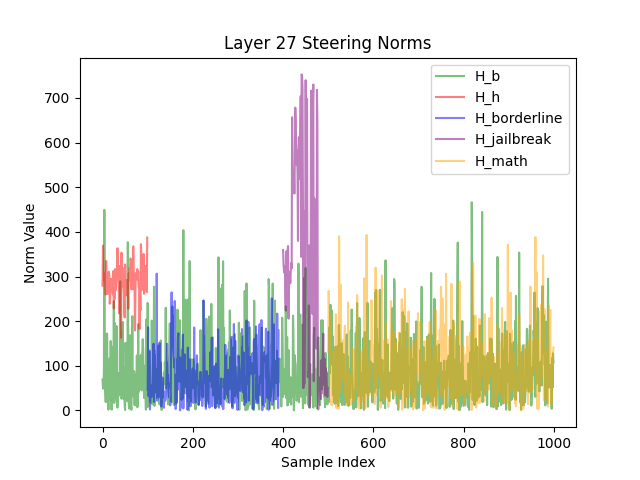 Layer 27 Steering Norms
H_b
H_h
H_borderline
H_jailbreak
H_math
Norm Value
700
600
500
400
300
200
100
0
0
200
400
600
800
1000
Sample Index